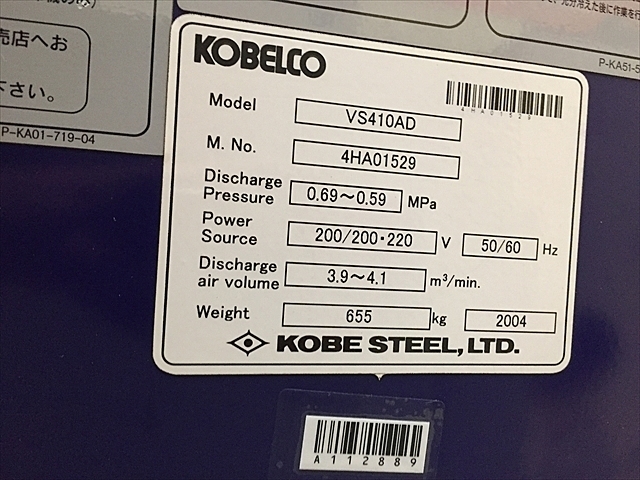 売店へお
下さい。
P-KA01-719-04
P-KA51-5
KOBELCO
4HA01529
Model VS410AD
M. No. 4HA01529
Discharge
Pressure 0.69～0.59 MPa
Power
Source 200/200・220 V 50/60 Hz
Discharge
air volume 3.9～4.1 m³/min.
Weight 655 kg 2004
KOBE STEEL, LTD.
A112889